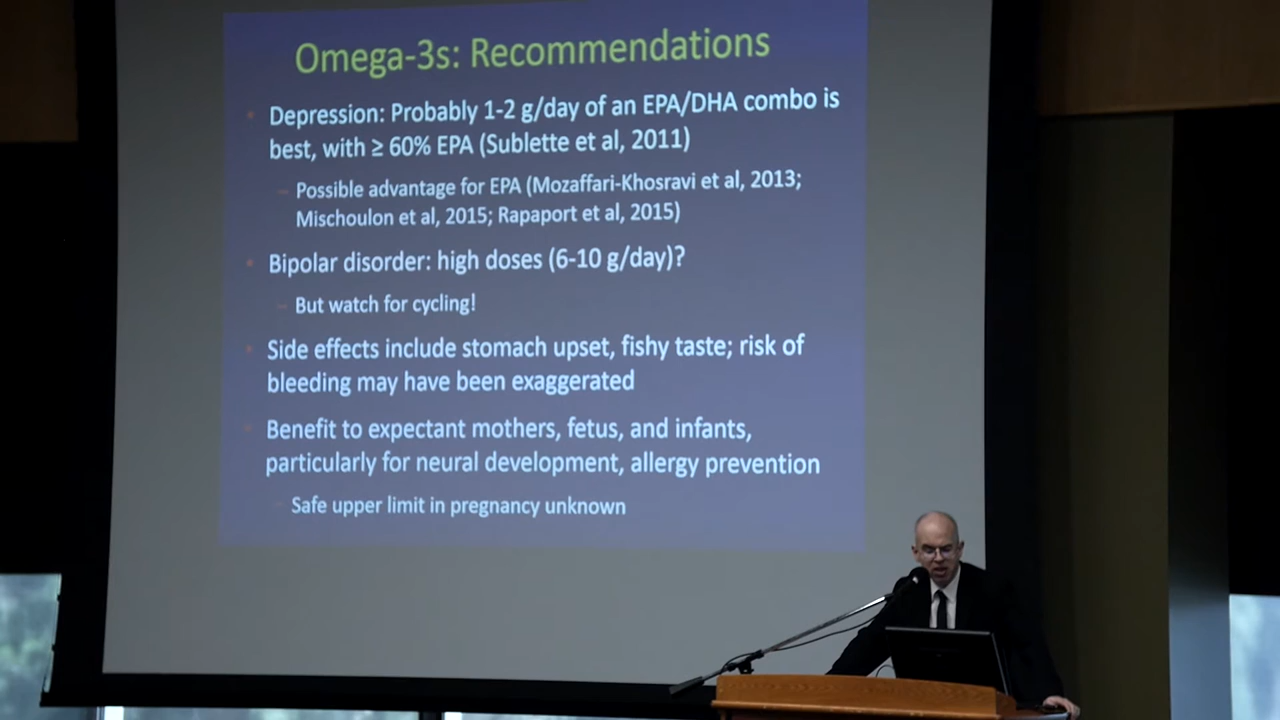 Omega-3s: Recommendations
Depression: Probably 1-2 g/day of an EPA/DHA combo is
best, with ≥ 60% EPA (Sublette et al, 2011)
Possible advantage for EPA (Mozaffari-Khosravi et al, 2013;
Mischoulon et al, 2015; Rapaport et al, 2015)
Bipolar disorder: high doses (6-10 g/day)?
But watch for cycling!
Side effects include stomach upset, fishy taste; risk of
bleeding may have been exaggerated
Benefit to expectant mothers, fetus, and infants,
particularly for neural development, allergy prevention
Safe upper limit in pregnancy unknown